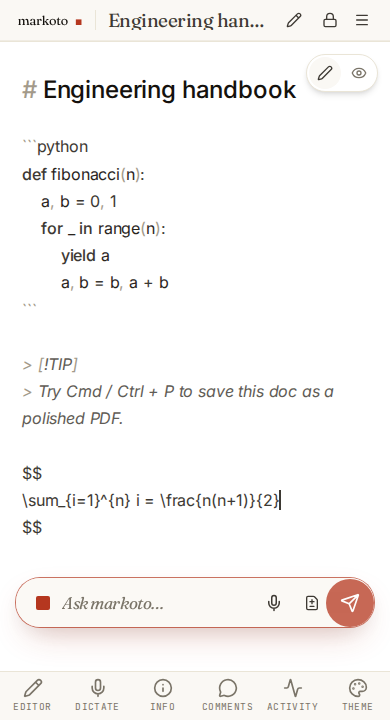 markoto
Engineering han...
# Engineering handbook
```python
def fibonacci(n):
    a, b = 0, 1
    for _ in range(n):
        yield a
        a, b = b, a + b
```
> [!TIP]
> Try Cmd / Ctrl + P to save this doc as a
polished PDF.
$$
\sum_{i=1}^{n} i = \frac{n(n+1)}{2}
$$
Ask markoto...
EDITOR DICTATE INFO COMMENTS ACTIVITY THEME